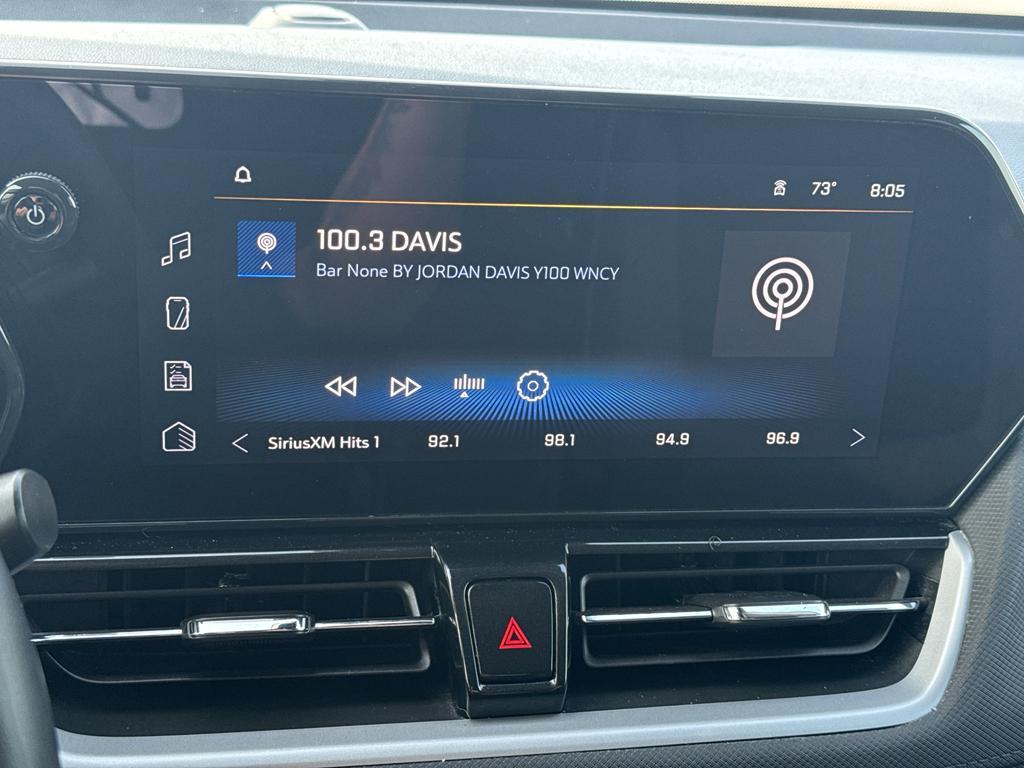 73° 8:05
100.3 DAVIS
Bar None BY JORDAN DAVIS Y100 WNCY
SiriusXM Hits 1 92.1 98.1 94.9 96.9